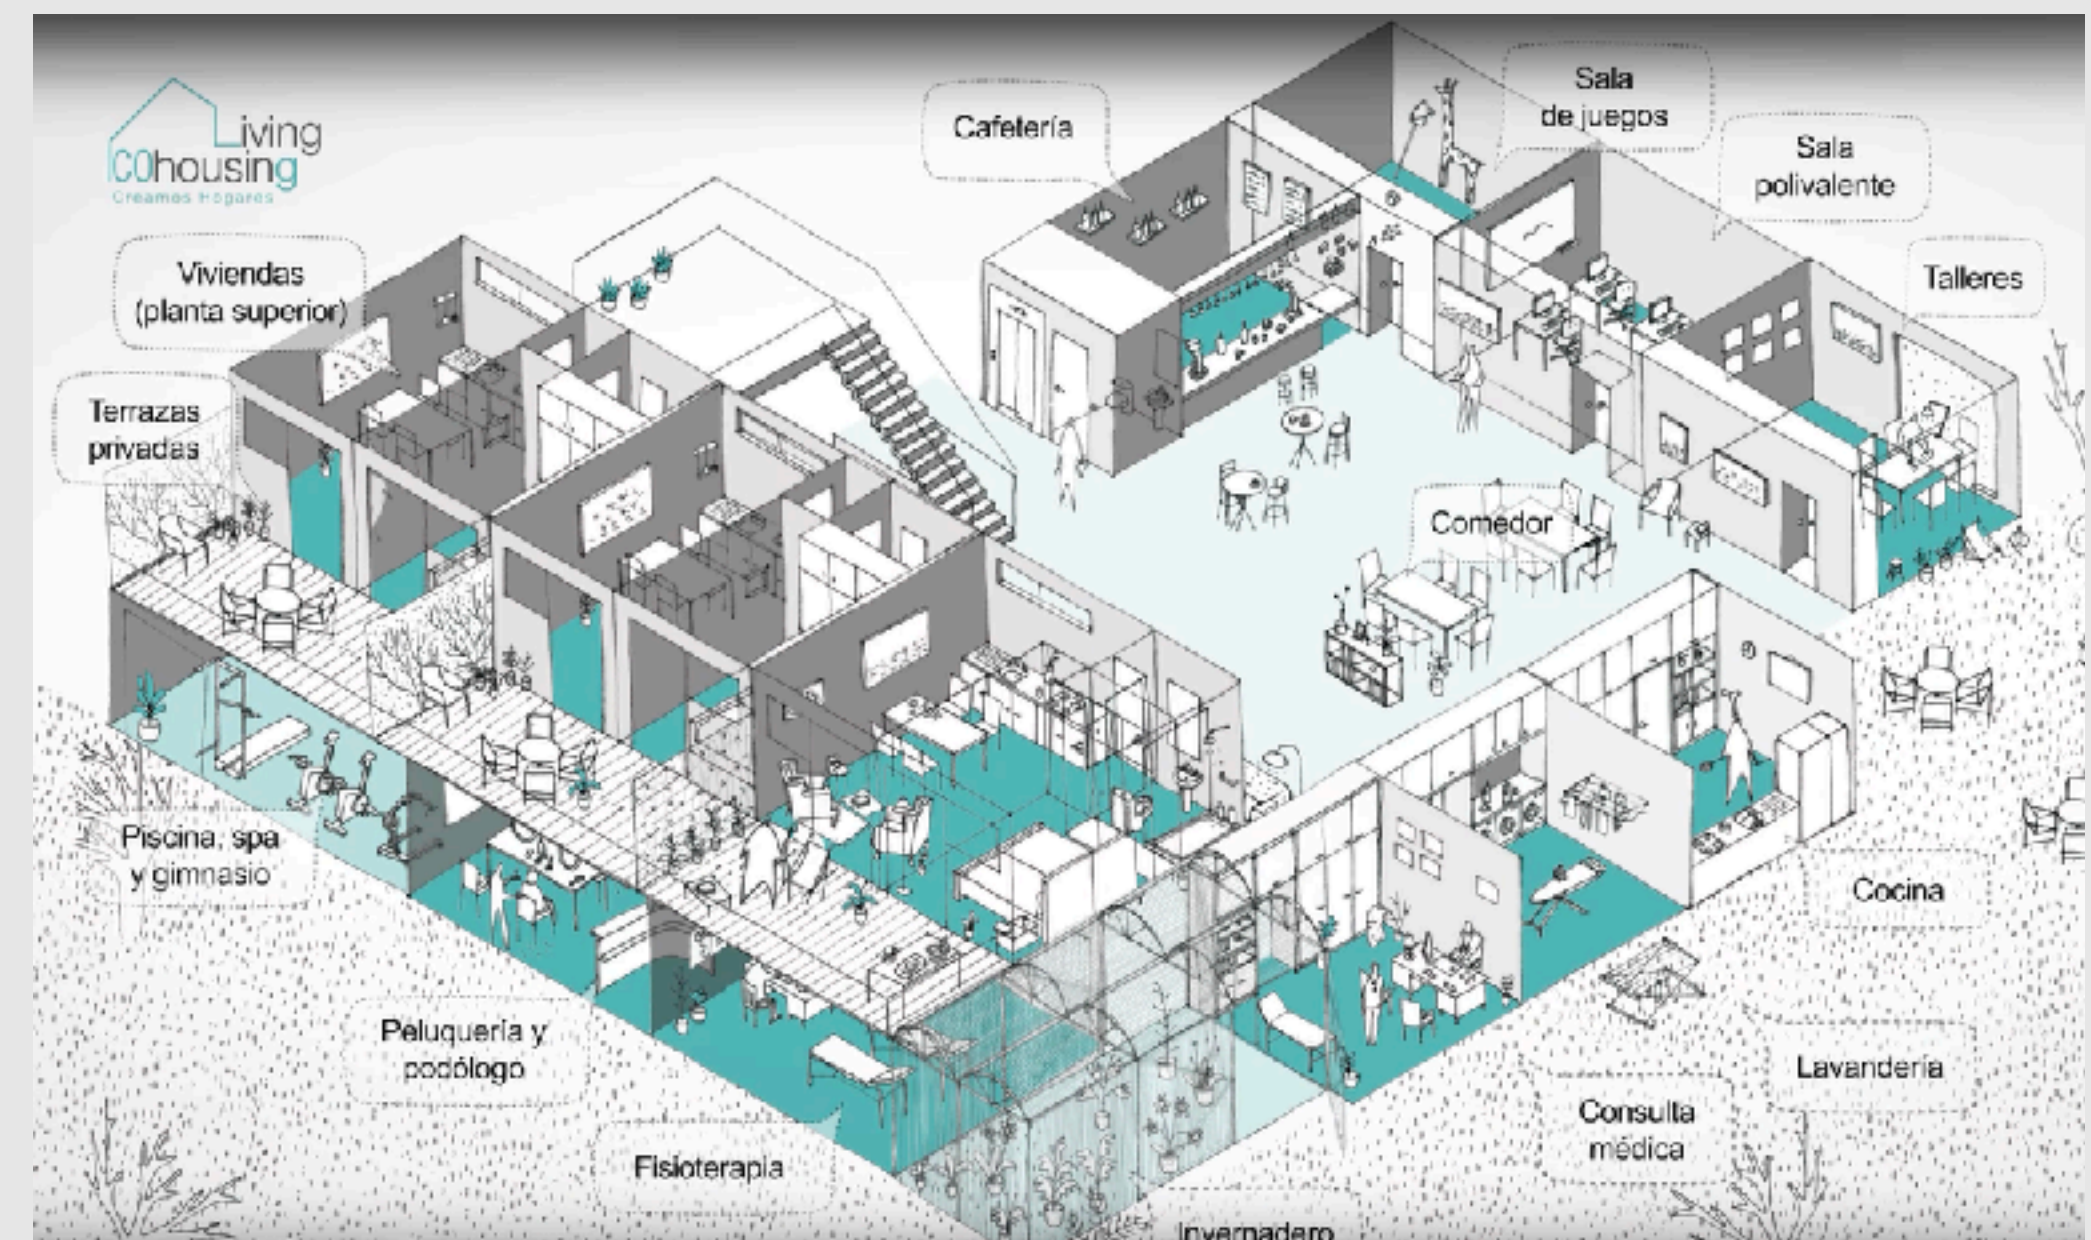 Living
COhousing
Creamos Hogares
Cafetería
Sala
de juegos
Sala
polivalente
Talleres
Viviendas
(planta superior)
Terrazas
privadas
Comedor
Piscina, spa
y gimnasio
Cocina
Peluquería y
podólogo
Lavandería
Consulta
médica
Fisioterapia
Invernadero